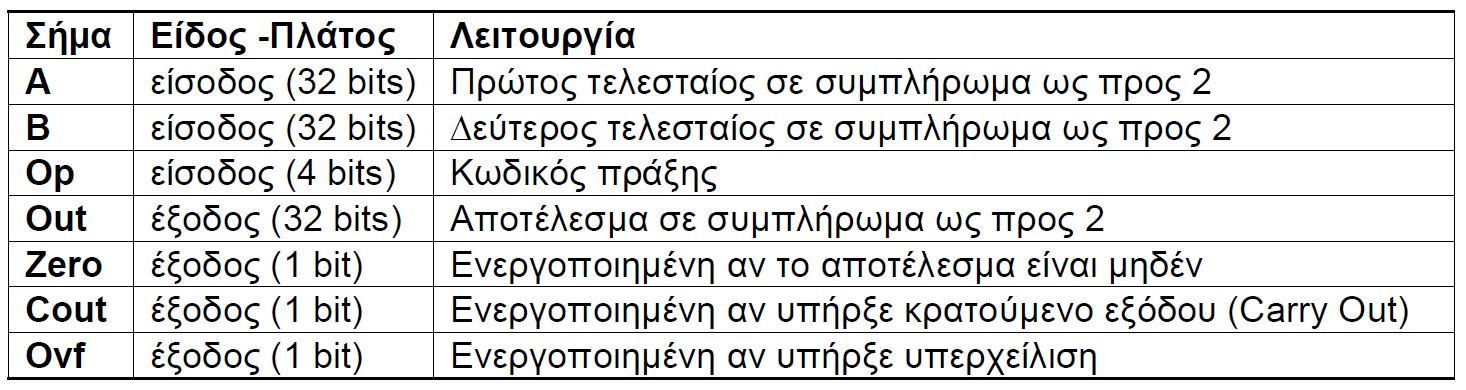 Σήμα Είδος -Πλάτος Λειτουργία
A είσοδος (32 bits) Πρώτος τελεσταίος σε συμπλήρωμα ως προς 2
B είσοδος (32 bits) Δεύτερος τελεσταίος σε συμπλήρωμα ως προς 2
Op είσοδος (4 bits) Κωδικός πράξης
Out έξοδος (32 bits) Αποτέλεσμα σε συμπλήρωμα ως προς 2
Zero έξοδος (1 bit) Ενεργοποιημένη αν το αποτέλεσμα είναι μηδέν
Cout έξοδος (1 bit) Ενεργοποιημένη αν υπήρξε κρατούμενο εξόδου (Carry Out)
Ovf έξοδος (1 bit) Ενεργοποιημένη αν υπήρξε υπερχείλιση